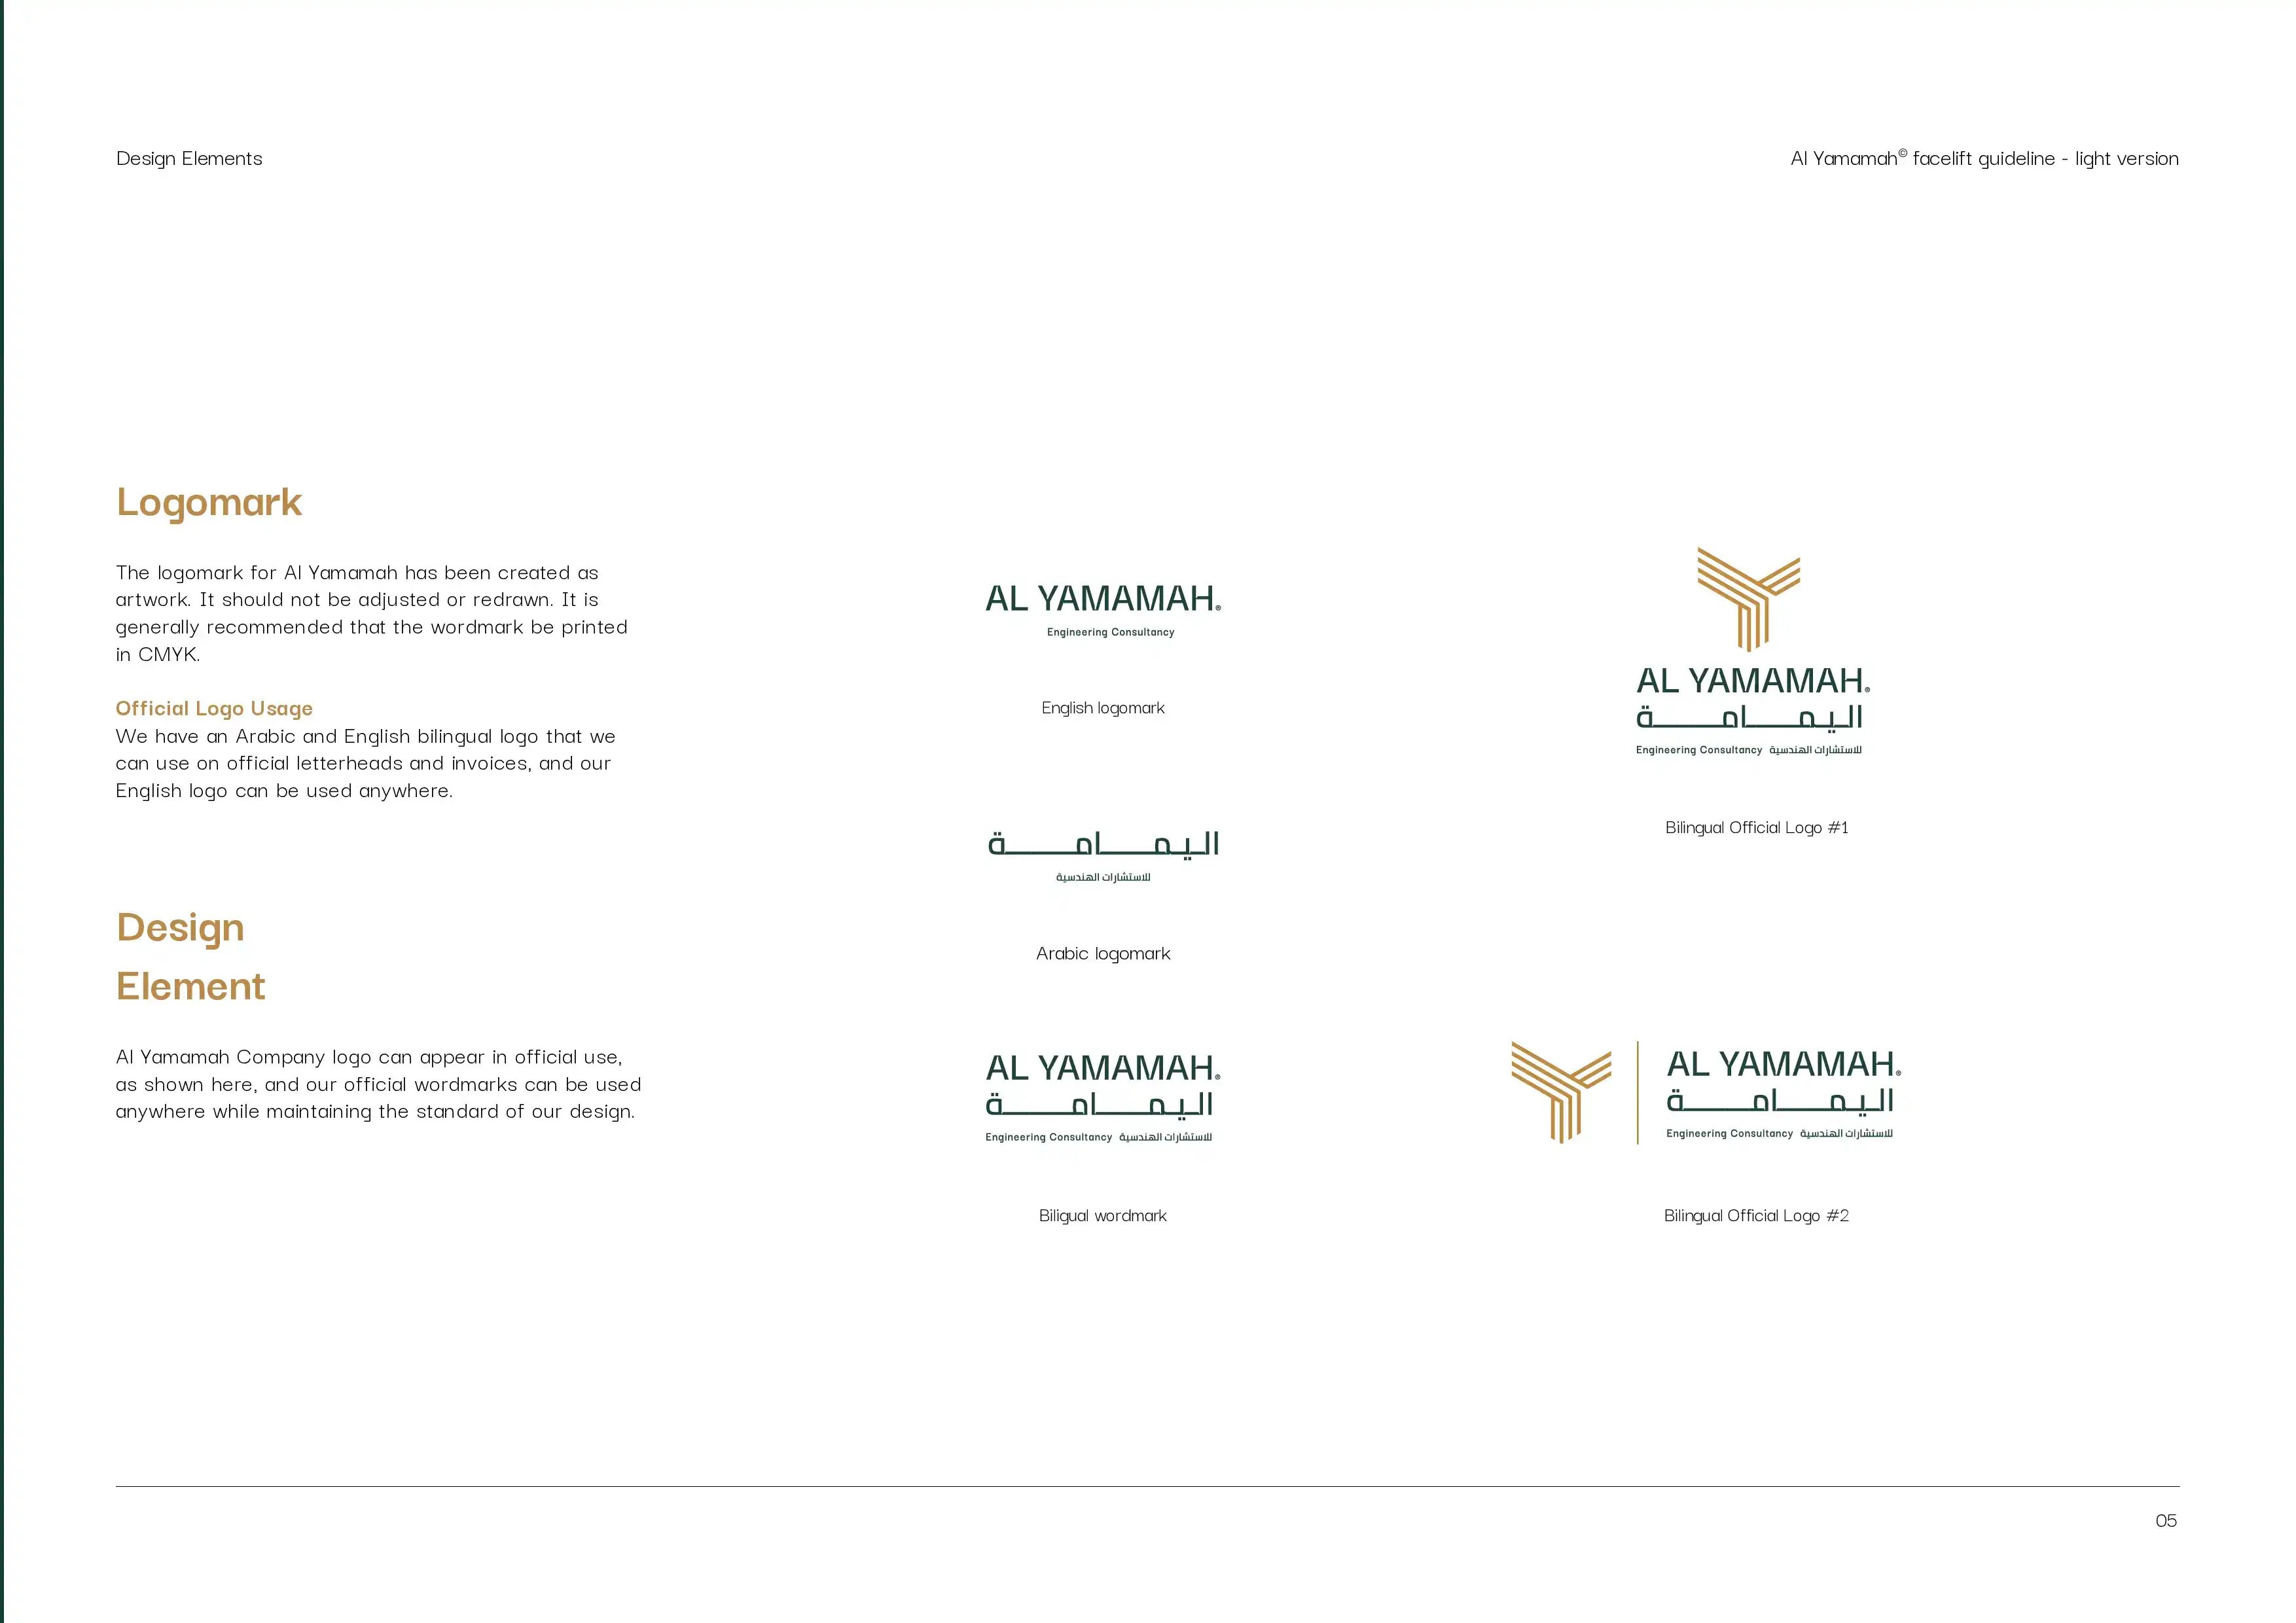 Design Elements
Al Yamamah© facelift guideline - light version
Logomark
The logomark for Al Yamamah has been created as
artwork. It should not be adjusted or redrawn. It is
generally recommended that the wordmark be printed
in CMYK.
Official Logo Usage
We have an Arabic and English bilingual logo that we
can use on official letterheads and invoices, and our
English logo can be used anywhere.
Design
Element
Al Yamamah Company logo can appear in official use,
as shown here, and our official wordmarks can be used
anywhere while maintaining the standard of our design.
AL YAMAMAH®
Engineering Consultancy
English logomark
اليـمـــامـــة
للاستشارات الهندسية
Arabic logomark
AL YAMAMAH®
اليـمـــامـــة
Engineering Consultancy للاستشارات الهندسية
Biligual wordmark
AL YAMAMAH®
اليـمـــامـــة
Engineering Consultancy للاستشارات الهندسية
Bilingual Official Logo #1
AL YAMAMAH®
اليـمـــامـــة
Engineering Consultancy للاستشارات الهندسية
Bilingual Official Logo #2
05